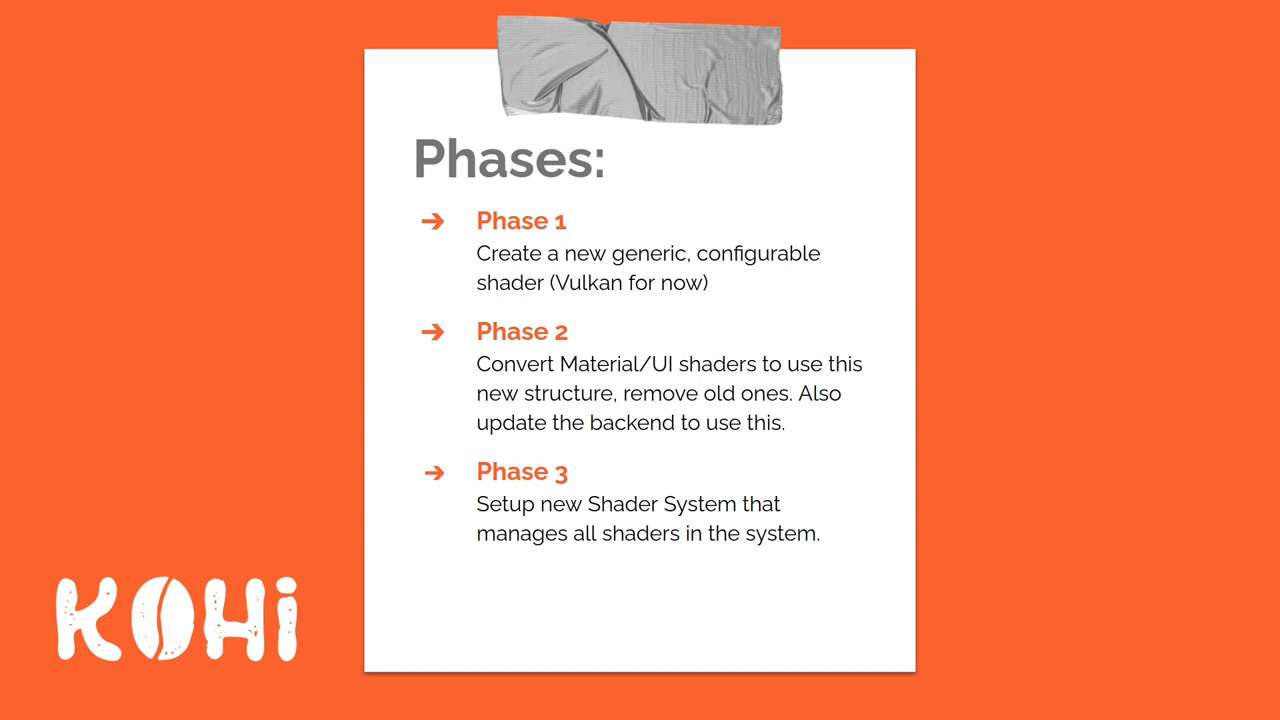 Phases:
➔ Phase 1
Create a new generic, configurable
shader (Vulkan for now)
➔ Phase 2
Convert Material/UI shaders to use this
new structure, remove old ones. Also
update the backend to use this.
➔ Phase 3
Setup new Shader System that
manages all shaders in the system.
KOHi